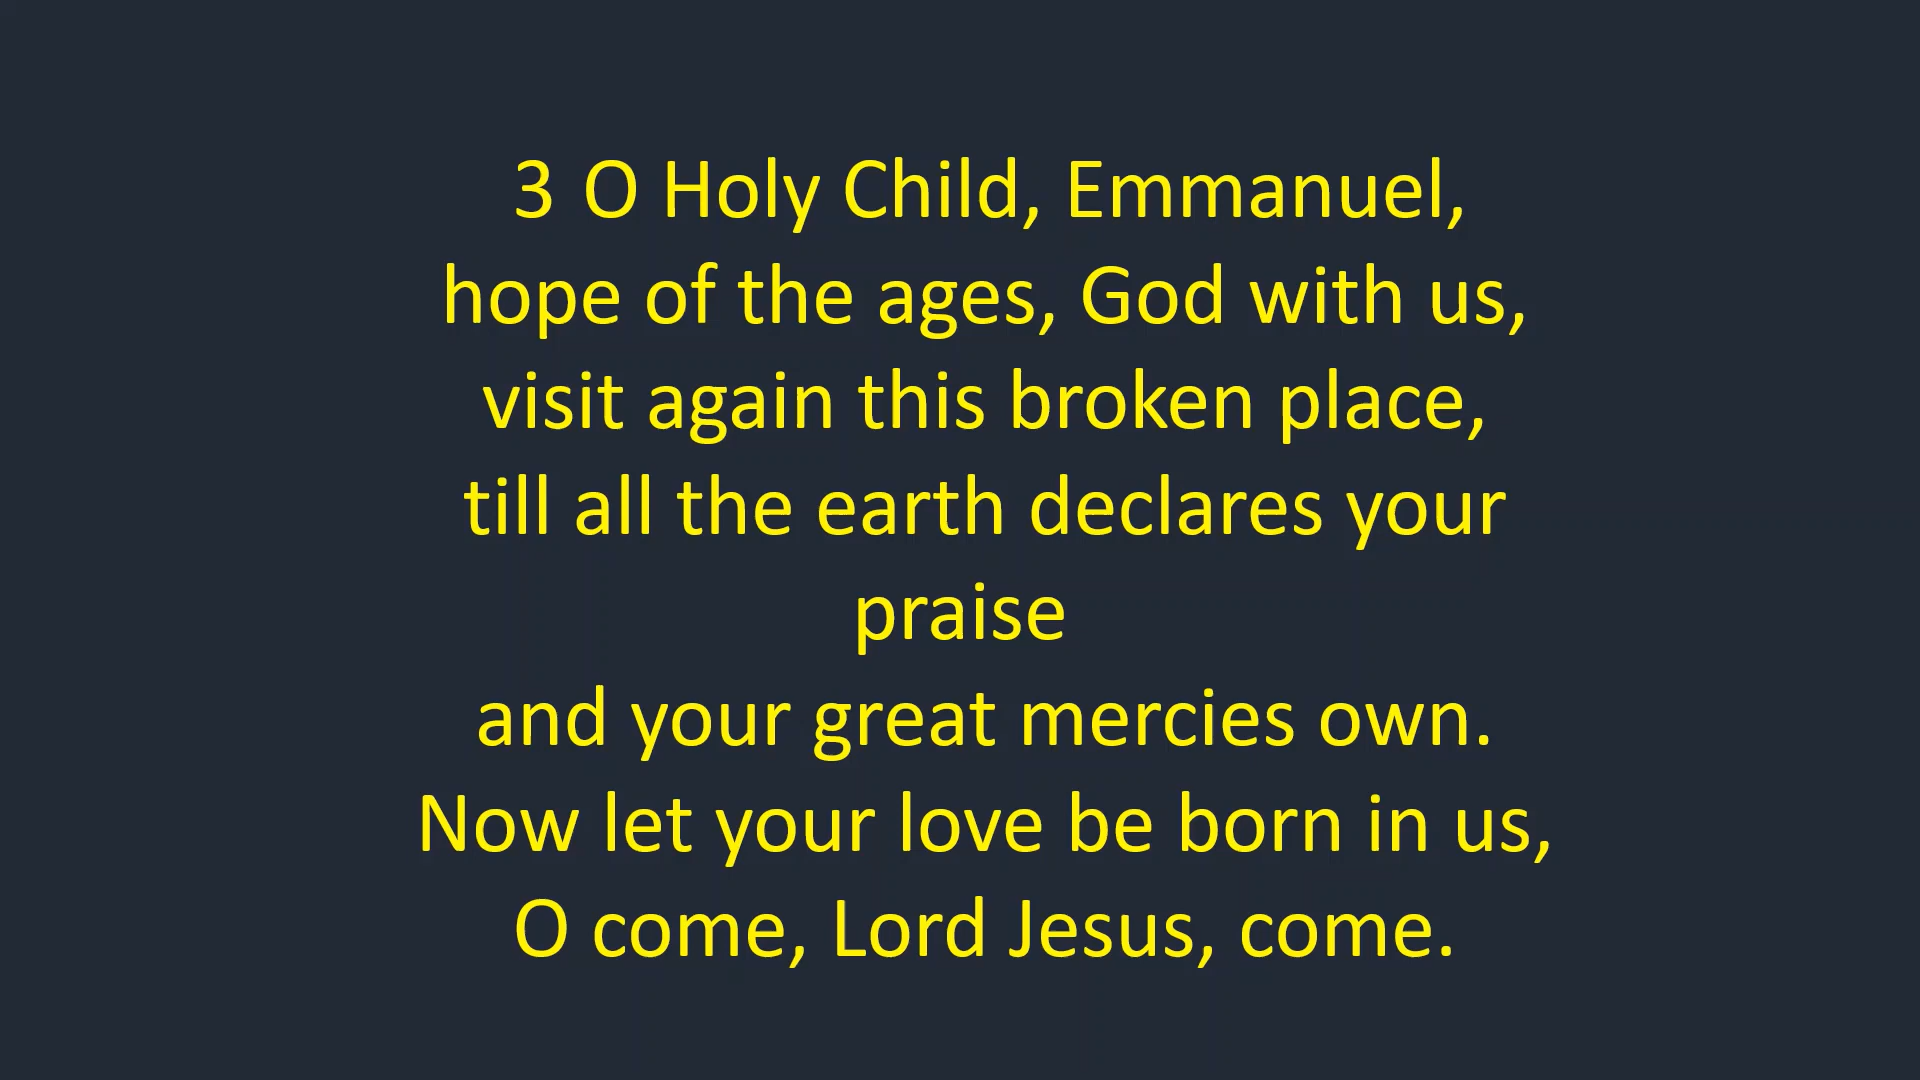 3 O Holy Child, Emmanuel,
hope of the ages, God with us,
visit again this broken place,
till all the earth declares your
praise
and your great mercies own.
Now let your love be born in us,
O come, Lord Jesus, come.